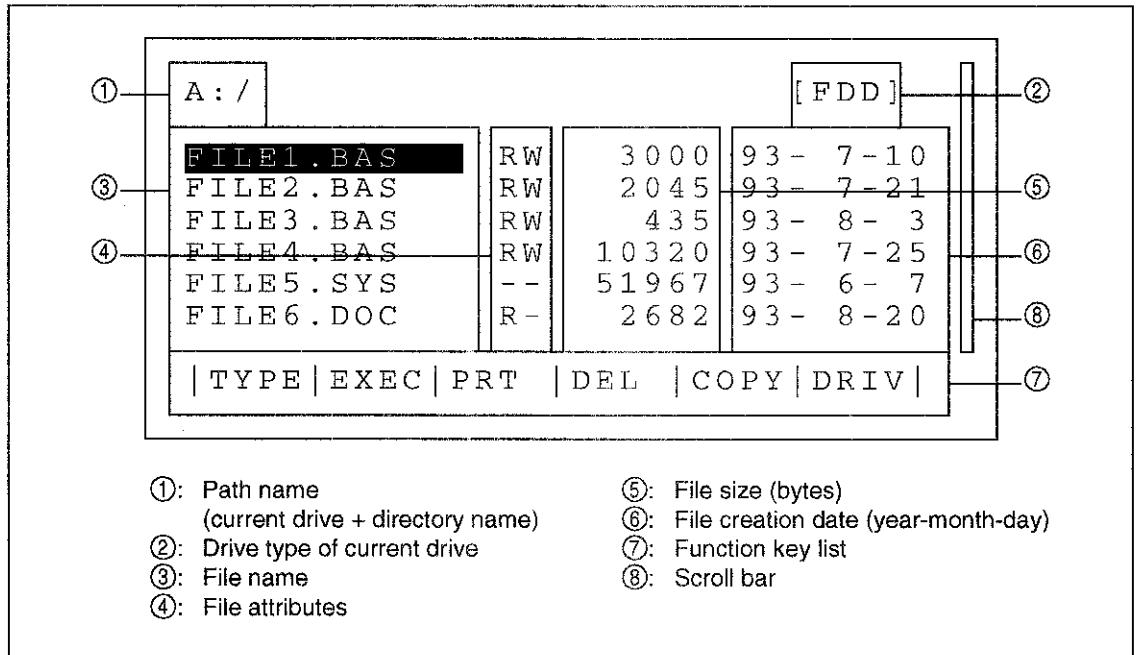 ① A:/ [FDD] ②
FILE1.BAS RW 3000 93- 7-10
③ FILE2.BAS RW 2045 93- 7-21 ⑤
FILE3.BAS RW 435 93- 8- 3
④ FILE4.BAS RW 10320 93- 7-25 ⑥
FILE5.SYS -- 51967 93- 6- 7
FILE6.DOC R- 2682 93- 8-20 ⑧
|TYPE|EXEC|PRT |DEL |COPY|DRIV| ⑦
①: Path name
(current drive + directory name)
②: Drive type of current drive
③: File name
④: File attributes
⑤: File size (bytes)
⑥: File creation date (year-month-day)
⑦: Function key list
⑧: Scroll bar